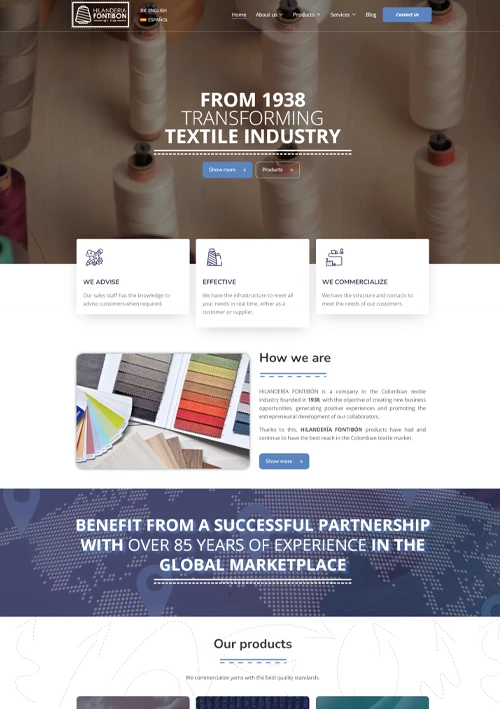 HILANDERÍA
FONTIBÓN
ENGLISH
ESPAÑOL
Home
About us
Products
Services
Blog
Contact Us
FROM 1938
TRANSFORMING
TEXTILE INDUSTRY
Show more
Products
WE ADVISE
Our sales staff has the knowledge to
advise customers when required.
EFFECTIVE
We have the infrastructure to meet all
your needs in real time, either as a
customer or supplier.
WE COMMERCIALIZE
We have the structure and contacts to
meet the needs of our customers.
How we are
HILANDERÍA FONTIBÓN is a company in the Colombian textile
industry founded in 1938, with the objective of creating new business
opportunities, generating positive experiences and promoting the
entrepreneurial development of our collaborators.
Thanks to this, HILANDERÍA FONTIBÓN products have had and
continue to have the best reach in the Colombian textile market.
Show more
BENEFIT FROM A SUCCESSFUL PARTNERSHIP
WITH OVER 85 YEARS OF EXPERIENCE IN THE
GLOBAL MARKETPLACE
Our products
We commercialize yarns with the best quality standards.